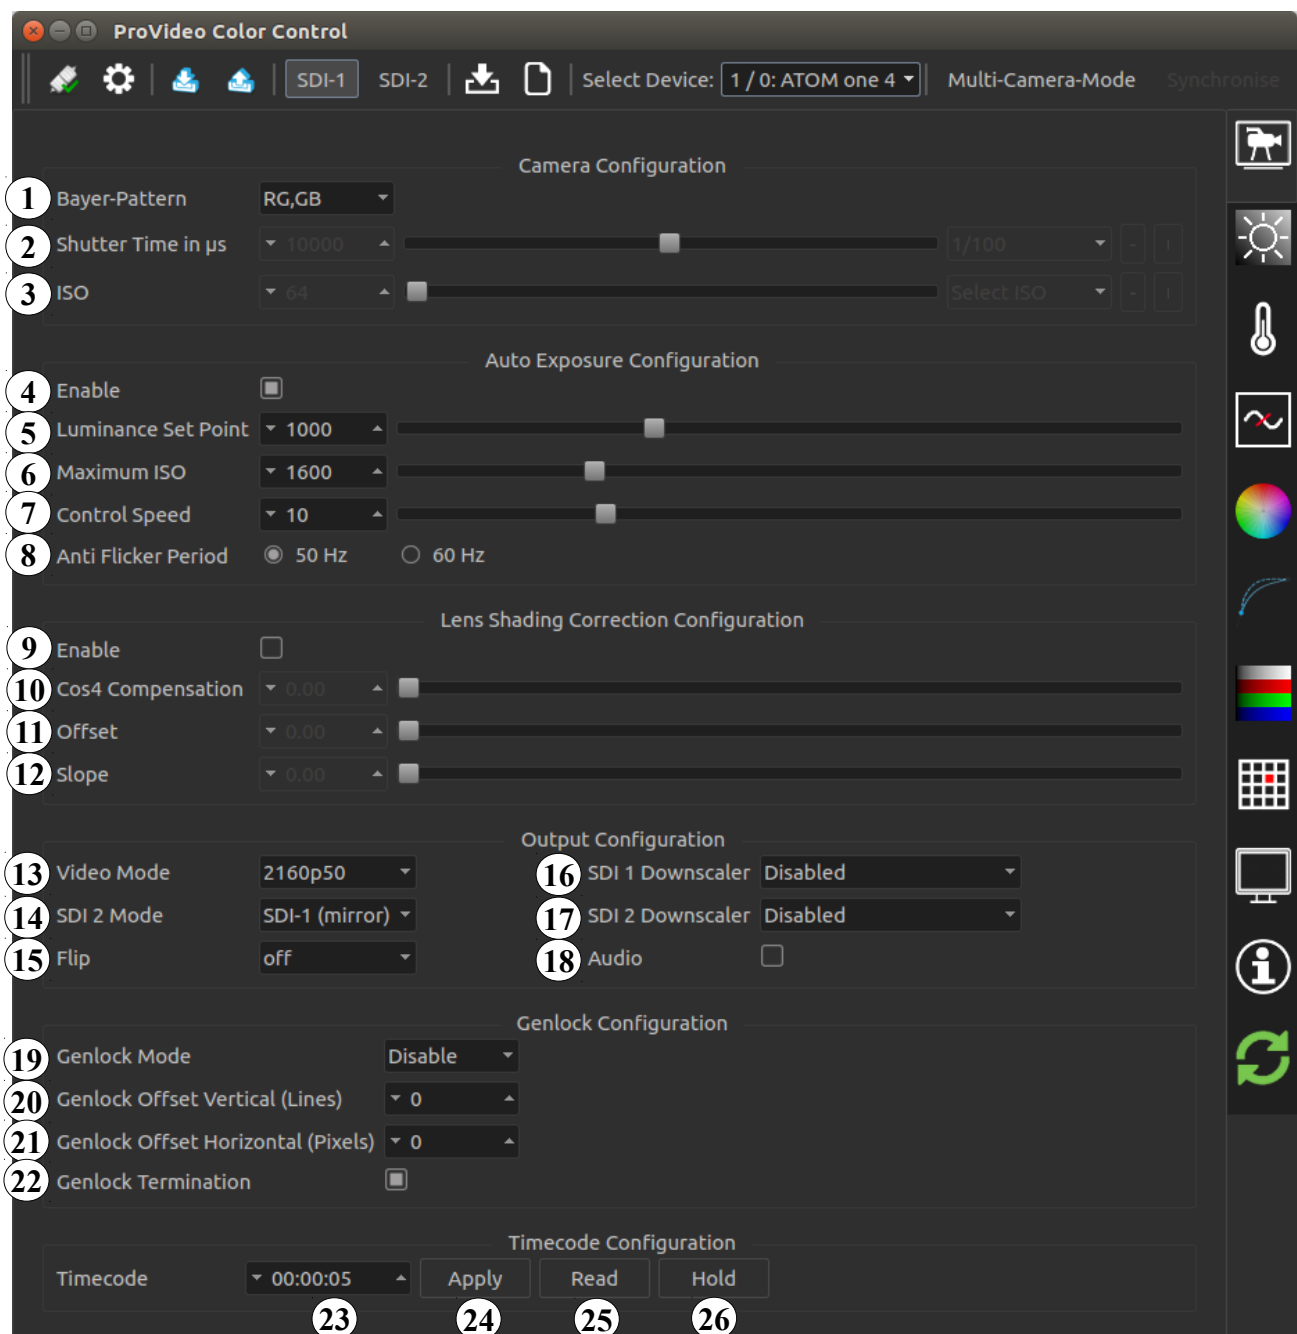 ProVideo Color Control
SDI-1 SDI-2 Select Device: 1 / 0: ATOM one 4 Multi-Camera-Mode Synchronise
Camera Configuration
1 Bayer-Pattern RG,GB
2 Shutter Time in µs 10000 1/100 -
3 ISO 64 Select ISO -
Auto Exposure Configuration
4 Enable
5 Luminance Set Point 1000
6 Maximum ISO 1600
7 Control Speed 10
8 Anti Flicker Period 50 Hz 60 Hz
Lens Shading Correction Configuration
9 Enable
10 Cos4 Compensation 0.00
11 Offset 0.00
12 Slope 0.00
Output Configuration
13 Video Mode 2160p50 16 SDI 1 Downscaler Disabled
14 SDI 2 Mode SDI-1 (mirror) 17 SDI 2 Downscaler Disabled
15 Flip off 18 Audio
Genlock Configuration
19 Genlock Mode Disable
20 Genlock Offset Vertical (Lines) 0
21 Genlock Offset Horizontal (Pixels) 0
22 Genlock Termination
Timecode Configuration
Timecode 00:00:05 Apply Read Hold
23 24 25 26